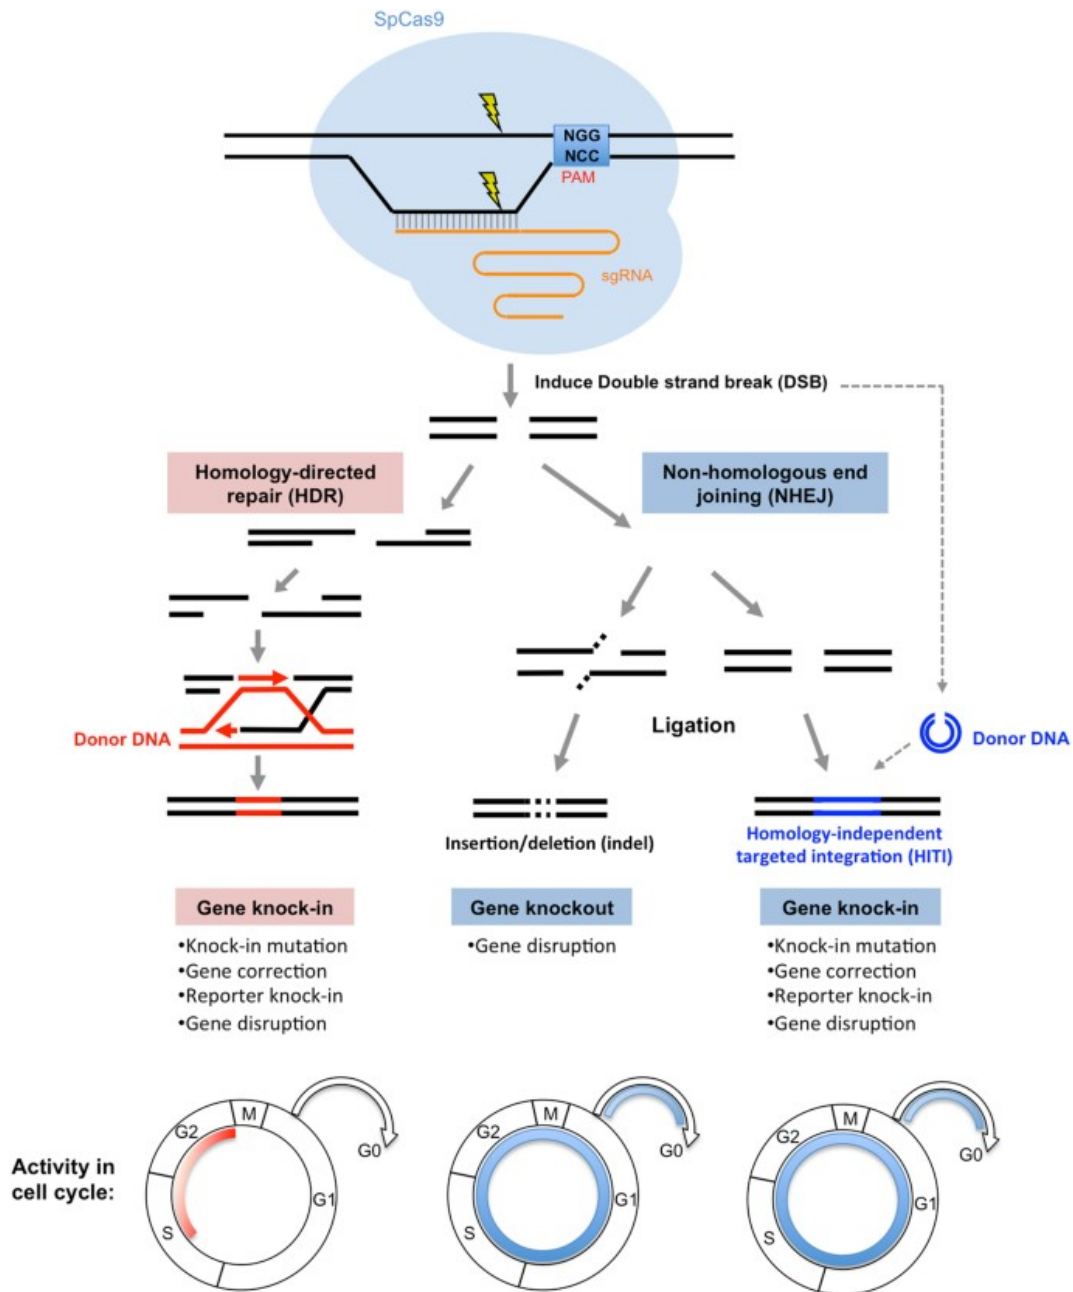 SpCas9
NGG
NCC
PAM
sgRNA
Induce Double strand break (DSB)
Homology-directed
repair (HDR)
Non-homologous end
joining (NHEJ)
Donor DNA
Ligation
Donor DNA
Insertion/deletion (indel)
Homology-independent
targeted integration (HITI)
Gene knock-in
•Knock-in mutation
•Gene correction
•Reporter knock-in
•Gene disruption
Gene knockout
•Gene disruption
Gene knock-in
•Knock-in mutation
•Gene correction
•Reporter knock-in
•Gene disruption
Activity in
cell cycle:
M
G2
G0
G1
S
M
G2
G0
G1
S
M
G2
G0
G1
S